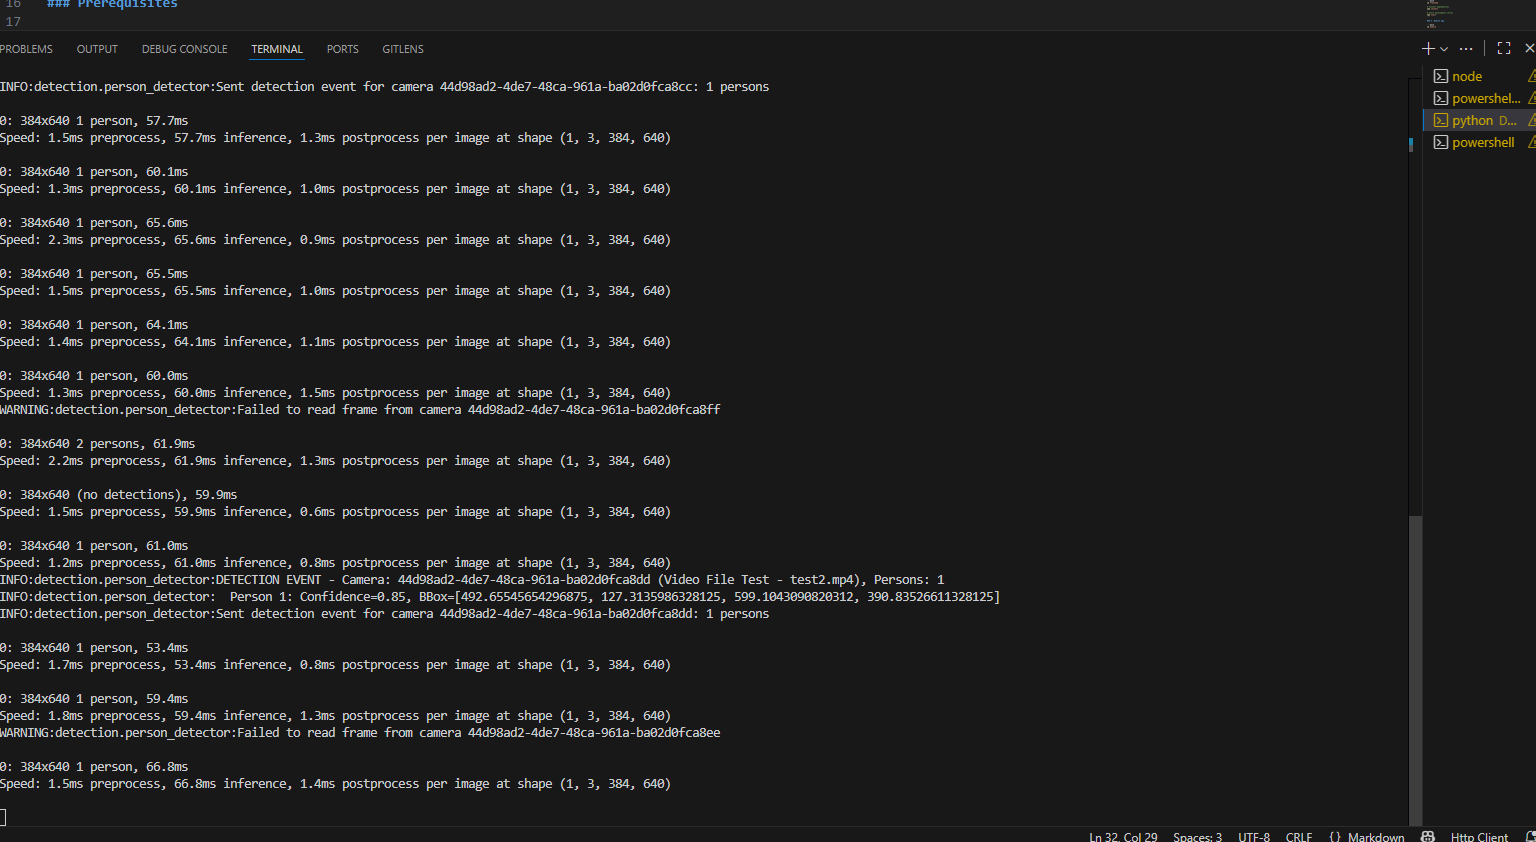 16 ### Prerequisites
17
PROBLEMS OUTPUT DEBUG CONSOLE TERMINAL PORTS GITLENS
INFO:detection.person_detector:Sent detection event for camera 44d98ad2-4de7-48ca-961a-ba02d0fca8cc: 1 persons
0: 384x640 1 person, 57.7ms
Speed: 1.5ms preprocess, 57.7ms inference, 1.3ms postprocess per image at shape (1, 3, 384, 640)
0: 384x640 1 person, 60.1ms
Speed: 1.3ms preprocess, 60.1ms inference, 1.0ms postprocess per image at shape (1, 3, 384, 640)
0: 384x640 1 person, 65.6ms
Speed: 2.3ms preprocess, 65.6ms inference, 0.9ms postprocess per image at shape (1, 3, 384, 640)
0: 384x640 1 person, 65.5ms
Speed: 1.5ms preprocess, 65.5ms inference, 1.0ms postprocess per image at shape (1, 3, 384, 640)
0: 384x640 1 person, 64.1ms
Speed: 1.4ms preprocess, 64.1ms inference, 1.1ms postprocess per image at shape (1, 3, 384, 640)
0: 384x640 1 person, 60.0ms
Speed: 1.3ms preprocess, 60.0ms inference, 1.5ms postprocess per image at shape (1, 3, 384, 640)
WARNING:detection.person_detector:Failed to read frame from camera 44d98ad2-4de7-48ca-961a-ba02d0fca8ff
0: 384x640 2 persons, 61.9ms
Speed: 2.2ms preprocess, 61.9ms inference, 1.3ms postprocess per image at shape (1, 3, 384, 640)
0: 384x640 (no detections), 59.9ms
Speed: 1.5ms preprocess, 59.9ms inference, 0.6ms postprocess per image at shape (1, 3, 384, 640)
0: 384x640 1 person, 61.0ms
Speed: 1.2ms preprocess, 61.0ms inference, 0.8ms postprocess per image at shape (1, 3, 384, 640)
INFO:detection.person_detector:DETECTION EVENT - Camera: 44d98ad2-4de7-48ca-961a-ba02d0fca8dd (Video File Test - test2.mp4), Persons: 1
INFO:detection.person_detector:  Person 1: Confidence=0.85, BBox=[492.65545654296875, 127.3135986328125, 599.1043090820312, 390.83526611328125]
INFO:detection.person_detector:Sent detection event for camera 44d98ad2-4de7-48ca-961a-ba02d0fca8dd: 1 persons
0: 384x640 1 person, 53.4ms
Speed: 1.7ms preprocess, 53.4ms inference, 0.8ms postprocess per image at shape (1, 3, 384, 640)
0: 384x640 1 person, 59.4ms
Speed: 1.8ms preprocess, 59.4ms inference, 1.3ms postprocess per image at shape (1, 3, 384, 640)
WARNING:detection.person_detector:Failed to read frame from camera 44d98ad2-4de7-48ca-961a-ba02d0fca8ee
0: 384x640 1 person, 66.8ms
Speed: 1.5ms preprocess, 66.8ms inference, 1.4ms postprocess per image at shape (1, 3, 384, 640)
node
powershel...
python D...
powershell
Ln 32, Col 29 Spaces: 3 UTF-8 CRLF {} Markdown Http Client